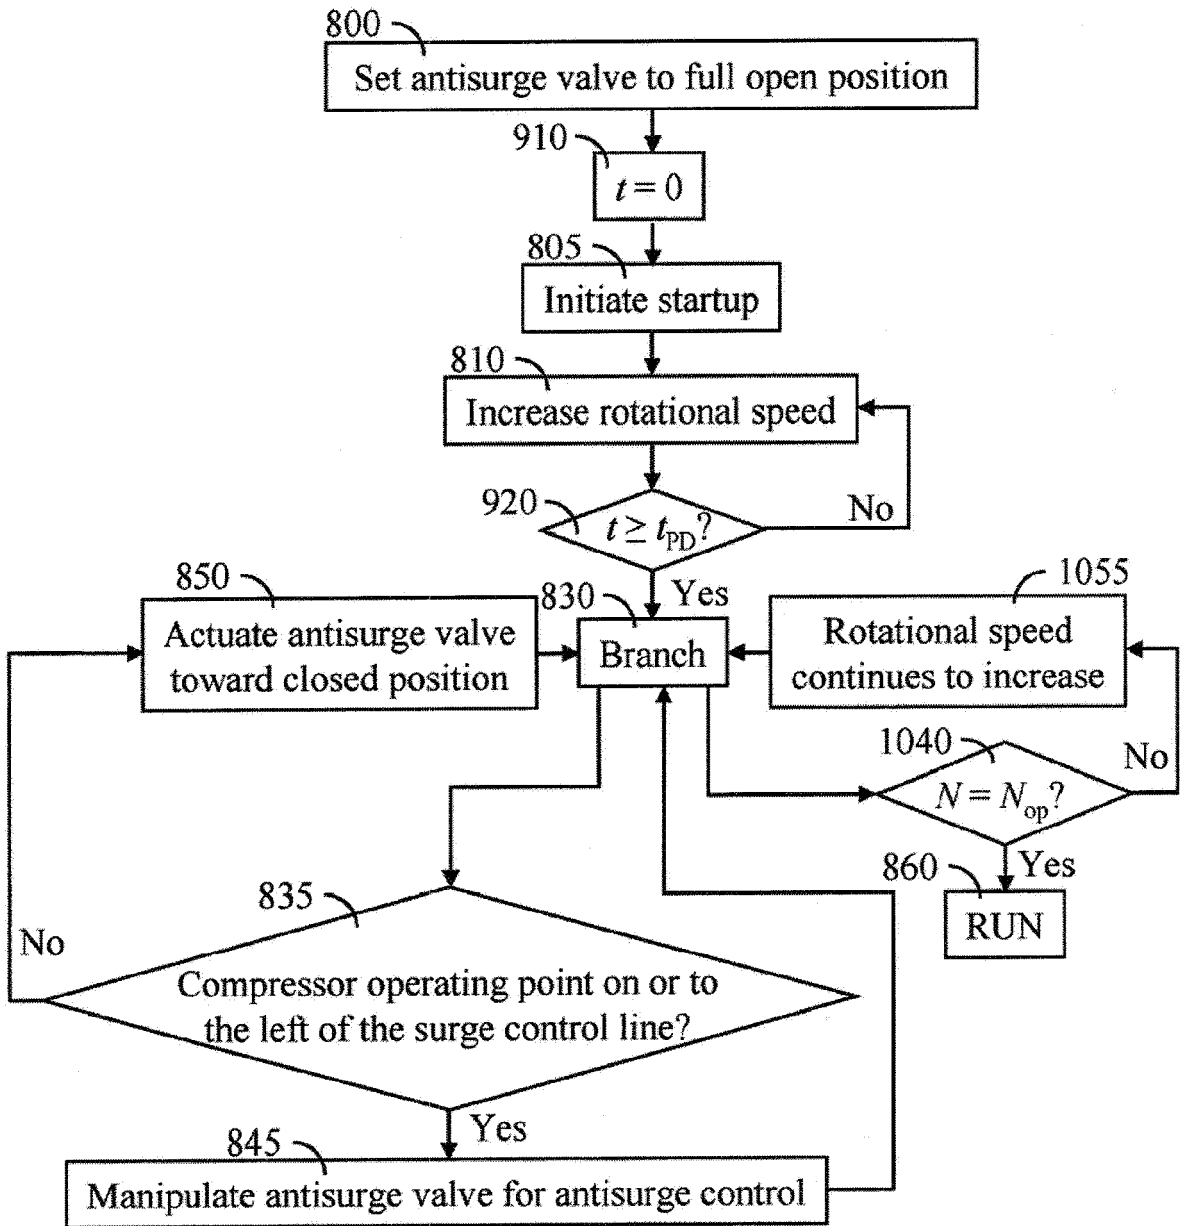 800
Set antisurge valve to full open position
910
t = 0
805
Initiate startup
810
Increase rotational speed
920
t ≥ tPD?
No
Yes
850
Actuate antisurge valve
toward closed position
830
Branch
1055
Rotational speed
continues to increase
1040
N = Nop?
No
Yes
860
RUN
835
Compressor operating point on or to
the left of the surge control line?
No
Yes
845
Manipulate antisurge valve for antisurge control